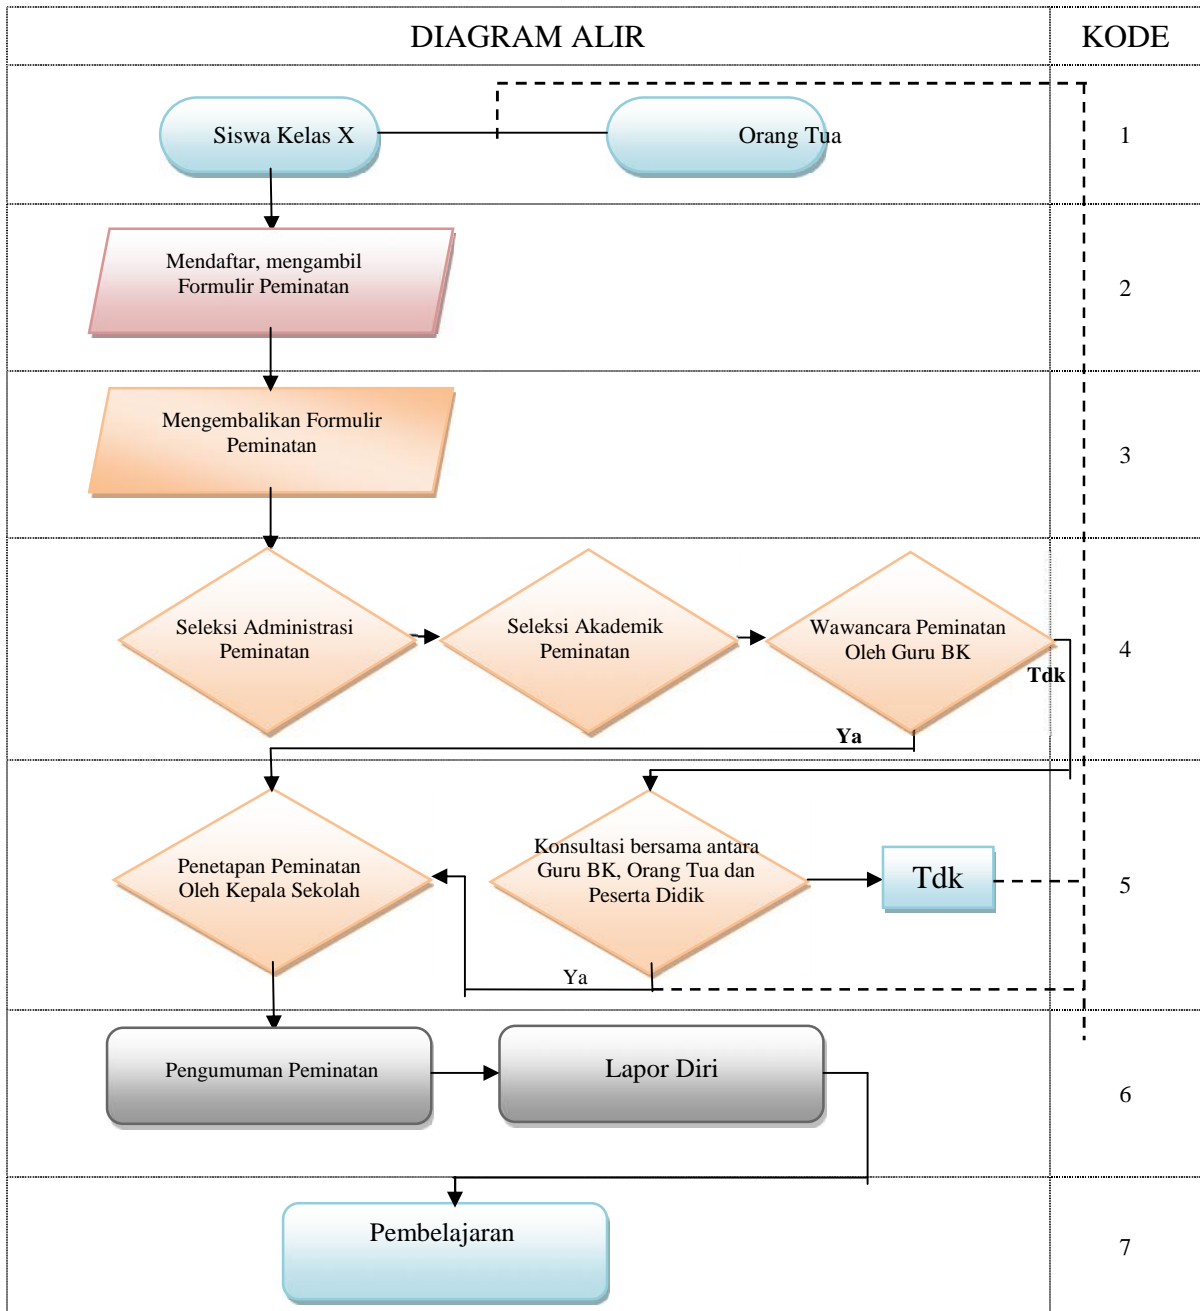 DIAGRAM ALIR
KODE
Siswa Kelas X
Orang Tua
1
Mendaftar, mengambil
Formulir Peminatan
2
Mengembalikan Formulir
Peminatan
3
Seleksi Administrasi
Peminatan
Seleksi Akademik
Peminatan
Wawancara Peminatan
Oleh Guru BK
4
Tdk
Ya
Penetapan Peminatan
Oleh Kepala Sekolah
Konsultasi bersama antara
Guru BK, Orang Tua dan
Peserta Didik
Tdk
5
Ya
Pengumuman Peminatan
Lapor Diri
6
Pembelajaran
7